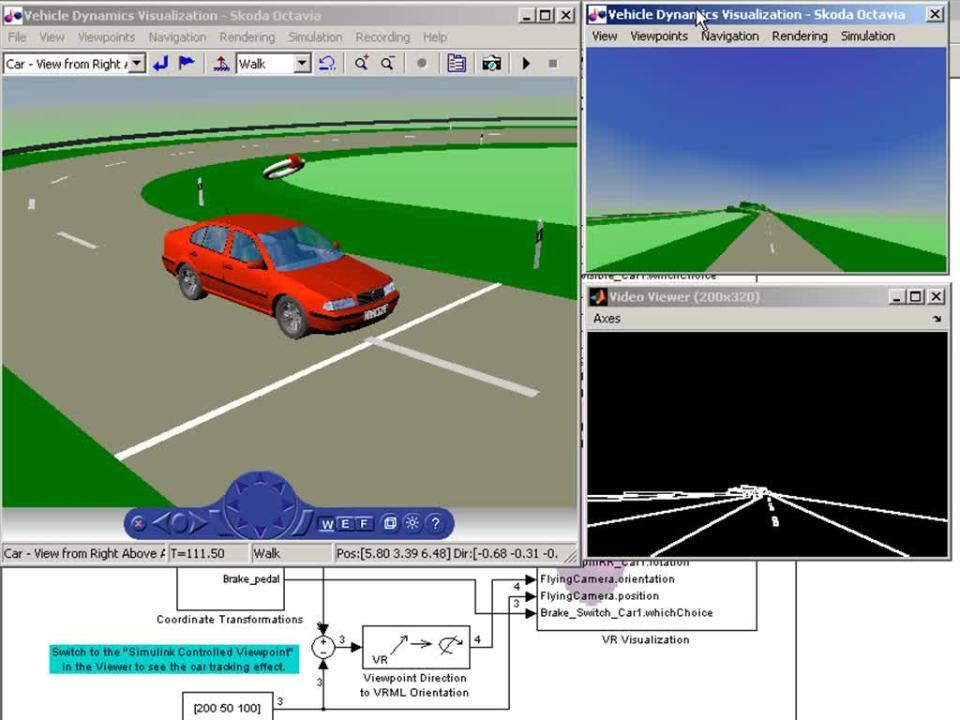 Vehicle Dynamics Visualization - Skoda Octavia
File View Viewpoints Navigation Rendering Simulation Recording Help
Car - View from Right A
Walk
Car - View from Right Above A T=111.50 Walk Pos:[5.80 3.39 6.48] Dir:[-0.68 -0.31 -0.
W E F ?
Vehicle Dynamics Visualization - Skoda Octavia
View Viewpoints Navigation Rendering Simulation
Video Viewer (200x320)
Axes
Brake_pedal
Coordinate Transformations
Switch to the "Simulink Controlled Viewpoint"
in the Viewer to see the car tracking effect.
[200 50 100]
3
3
3
VR
4
Viewpoint Direction
to VRML Orientation
4
3
FlyingCamera.orientation
FlyingCamera.position
Brake_Switch_Car1.whichChoice
VR Visualization